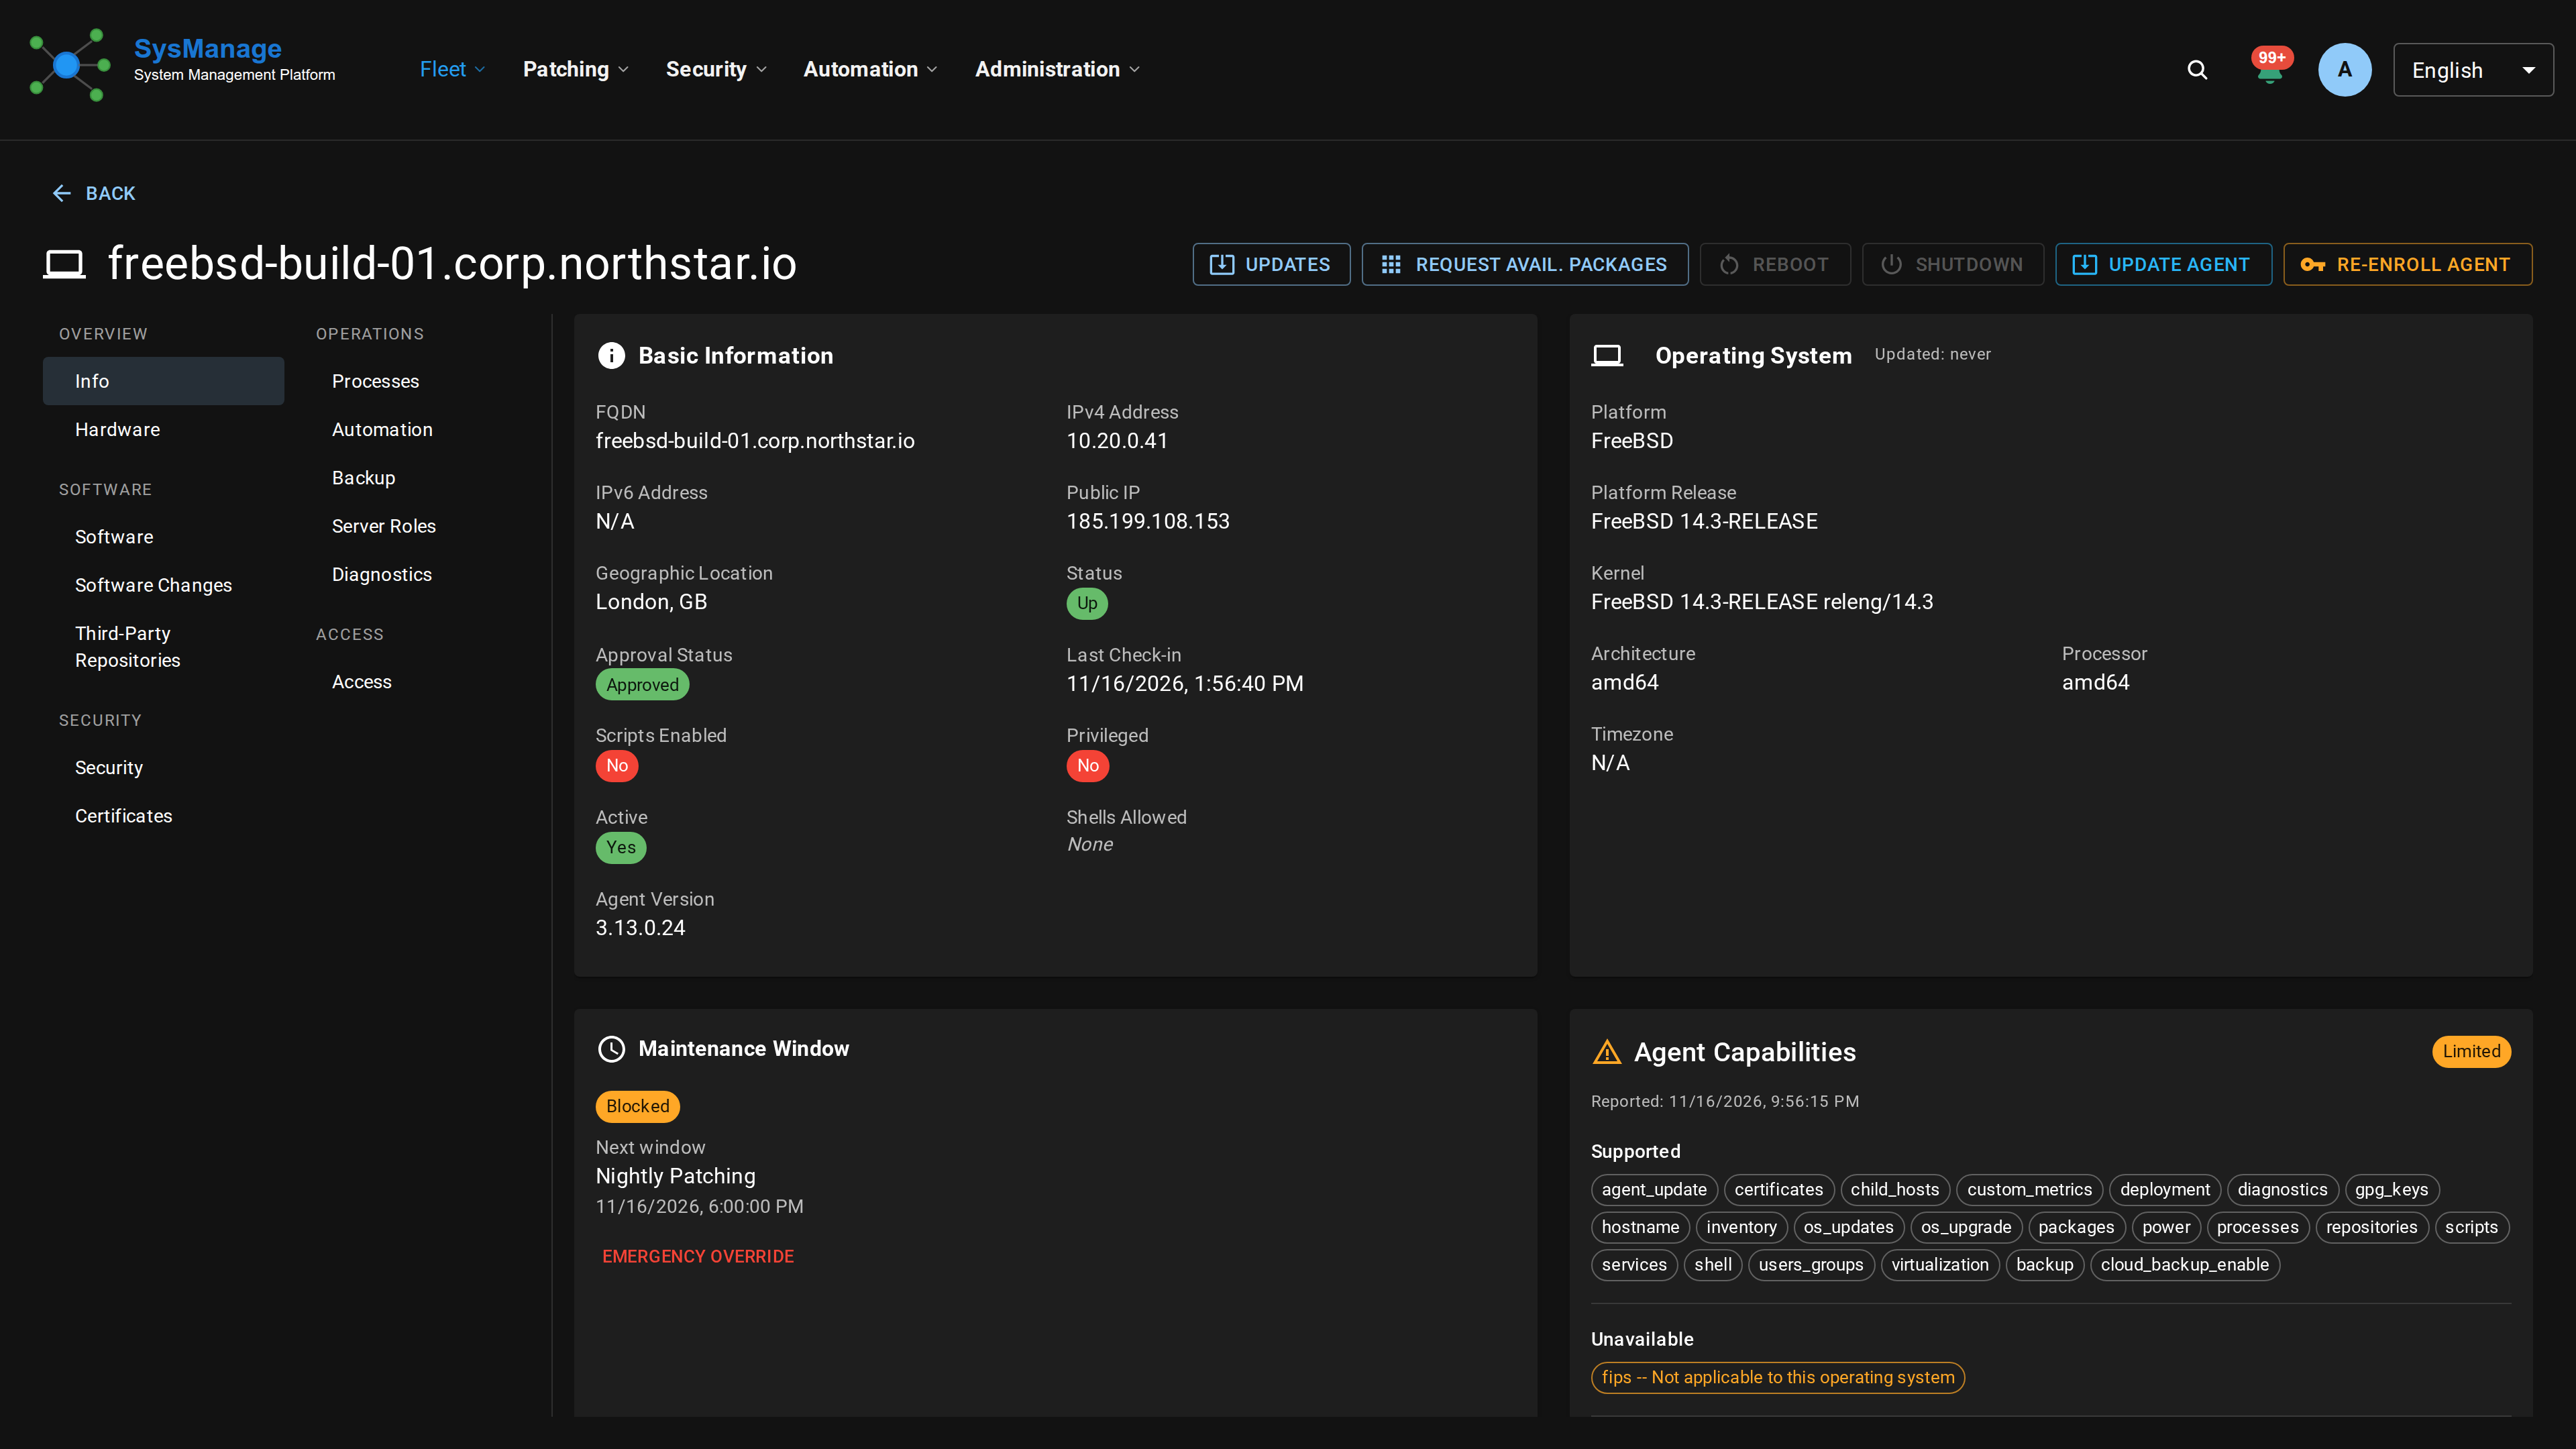 SysManage
System Management Platform
Fleet
Patching
Security
Automation
Administration
99+
A
English
BACK
freebsd-build-01.corp.northstar.io
UPDATES
REQUEST AVAIL. PACKAGES
REBOOT
SHUTDOWN
UPDATE AGENT
RE-ENROLL AGENT
OVERVIEW
Info
Hardware
SOFTWARE
Software
Software Changes
Third-Party
Repositories
SECURITY
Security
Certificates
OPERATIONS
Processes
Automation
Backup
Server Roles
Diagnostics
ACCESS
Access
Basic Information
FQDN
freebsd-build-01.corp.northstar.io
IPv4 Address
10.20.0.41
IPv6 Address
N/A
Public IP
185.199.108.153
Geographic Location
London, GB
Status
Up
Approval Status
Approved
Last Check-in
11/16/2026, 1:56:40 PM
Scripts Enabled
No
Privileged
No
Active
Yes
Shells Allowed
None
Agent Version
3.13.0.24
Operating System
Updated: never
Platform
FreeBSD
Platform Release
FreeBSD 14.3-RELEASE
Kernel
FreeBSD 14.3-RELEASE releng/14.3
Architecture
amd64
Processor
amd64
Timezone
N/A
Maintenance Window
Blocked
Next window
Nightly Patching
11/16/2026, 6:00:00 PM
EMERGENCY OVERRIDE
Agent Capabilities
Limited
Reported: 11/16/2026, 9:56:15 PM
Supported
agent_update certificates child_hosts custom_metrics deployment diagnostics gpg_keys
hostname inventory os_updates os_upgrade packages power processes repositories scripts
services shell users_groups virtualization backup cloud_backup_enable
Unavailable
fips -- Not applicable to this operating system